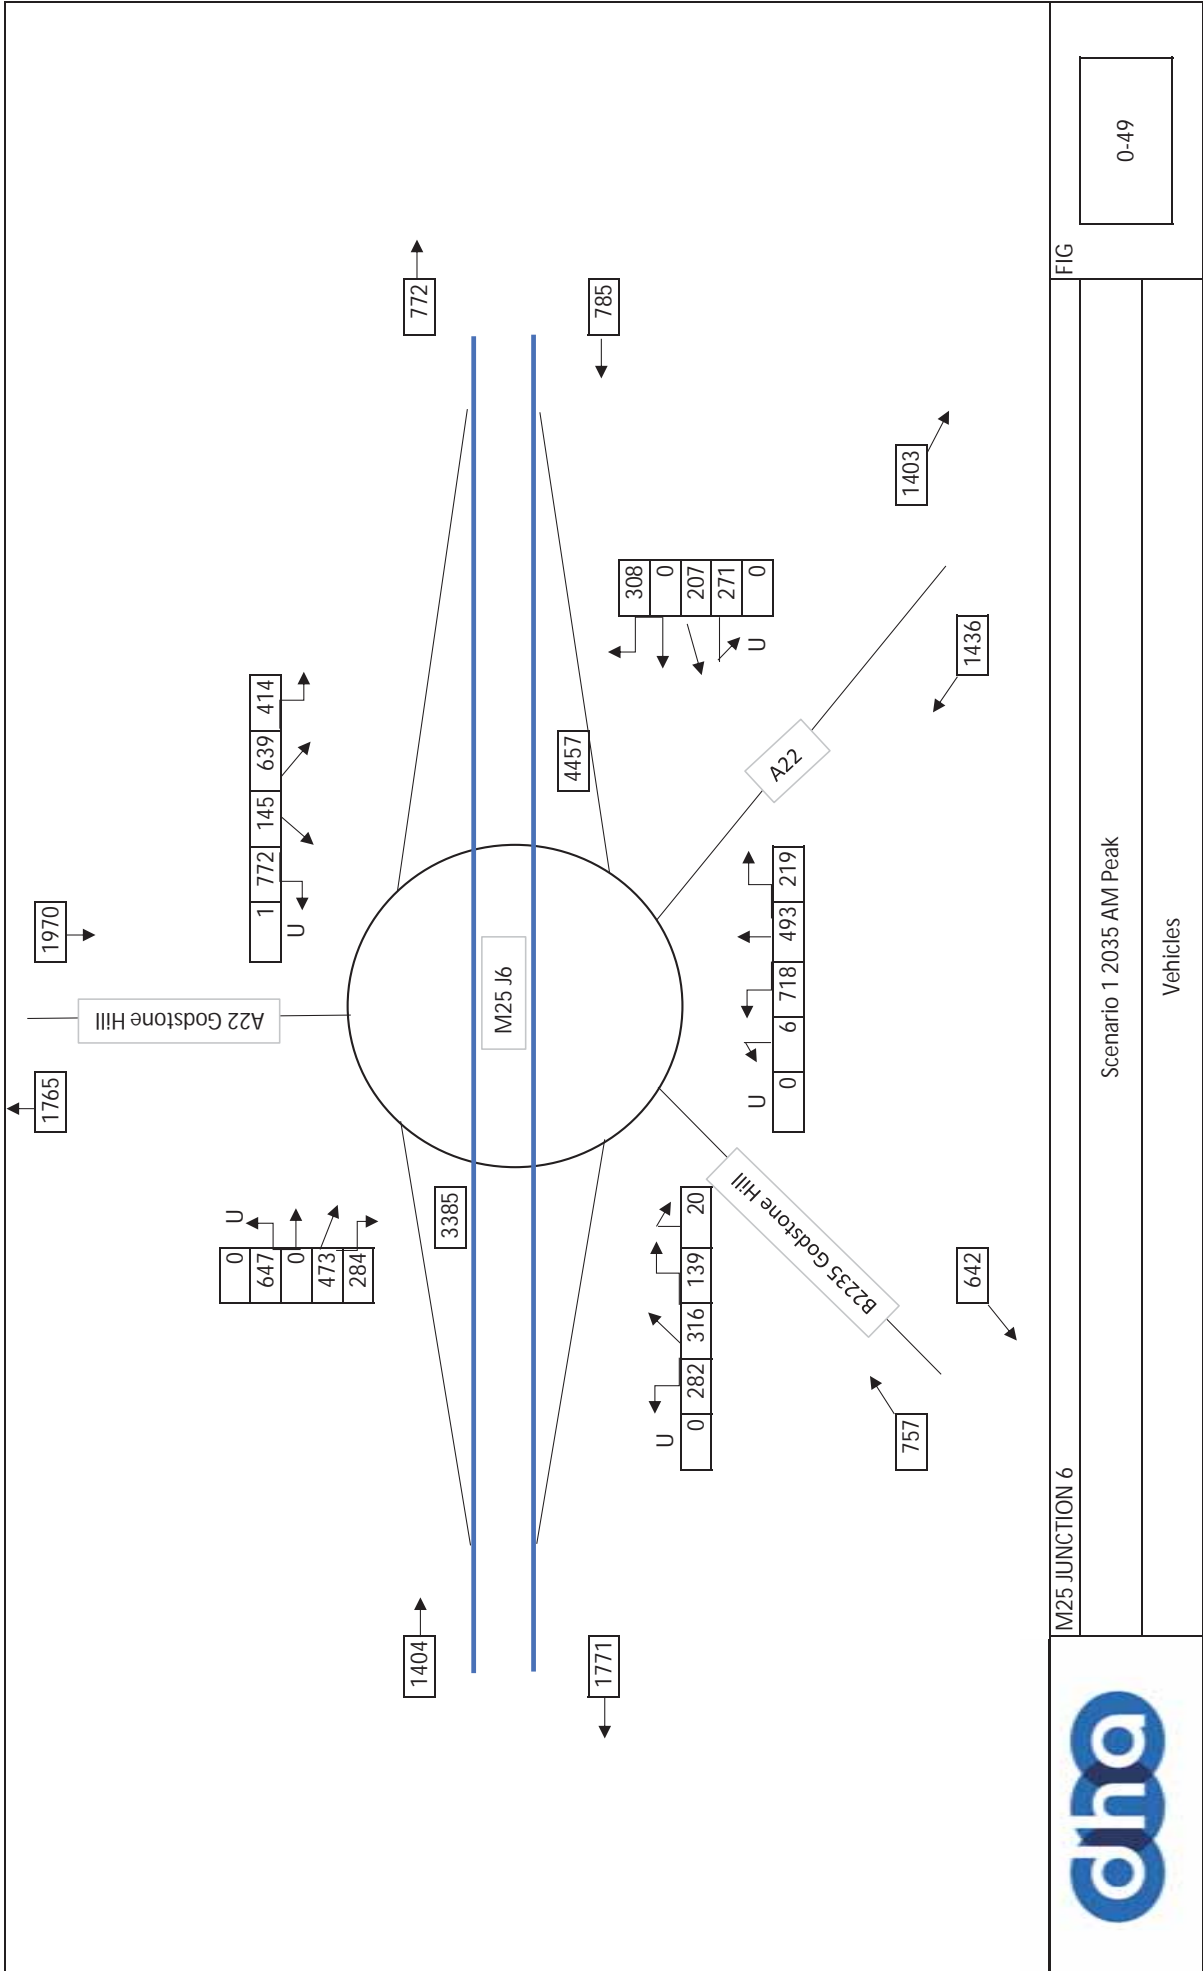 1765
1970
A22 Godstone Hill
0
647
0
473
284
U
1
772
145
639
414
U
1404
3385
772
M25 J6
1771
4457
785
308
0
207
271
0
U
0
282
316
139
20
U
0
6
718
493
219
U
A22
B2235 Godstone Hill
757
642
1436
1403
dha
M25 JUNCTION 6
FIG
Scenario 1 2035 AM Peak
Vehicles
0-49